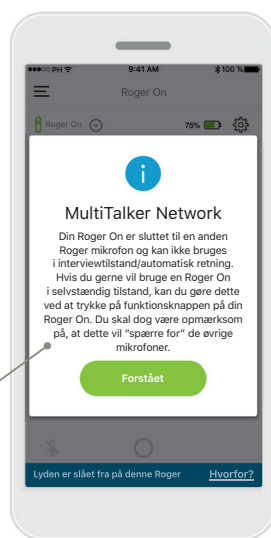 PH 9:41 AM 100 %
Roger On
Roger On 75%
i
MultiTalker Network
Din Roger On er sluttet til en anden
Roger mikrofon og kan ikke bruges
i interviewtilstand/automatisk retning.
Hvis du gerne vil bruge en Roger On
i selvstændig tilstand, kan du gøre dette
ved at trykke på funktionsknappen på din
Roger On. Du skal dog være opmærksom
på, at dette vil “spærre for” de øvrige
mikrofoner.
Forstået
Lyden er slået fra på denne Roger Hvorfor?